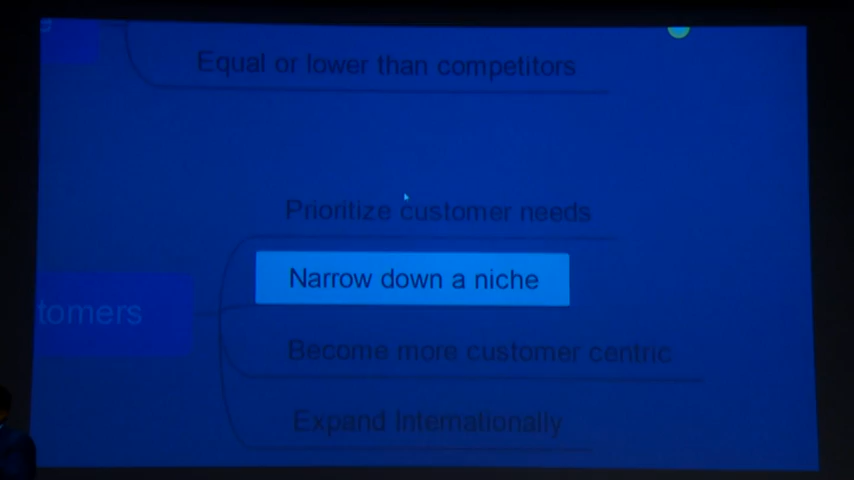 Equal or lower than competitors
Prioritize customer needs
Narrow down a niche
tomers
Become more customer centric
Expand Internationally